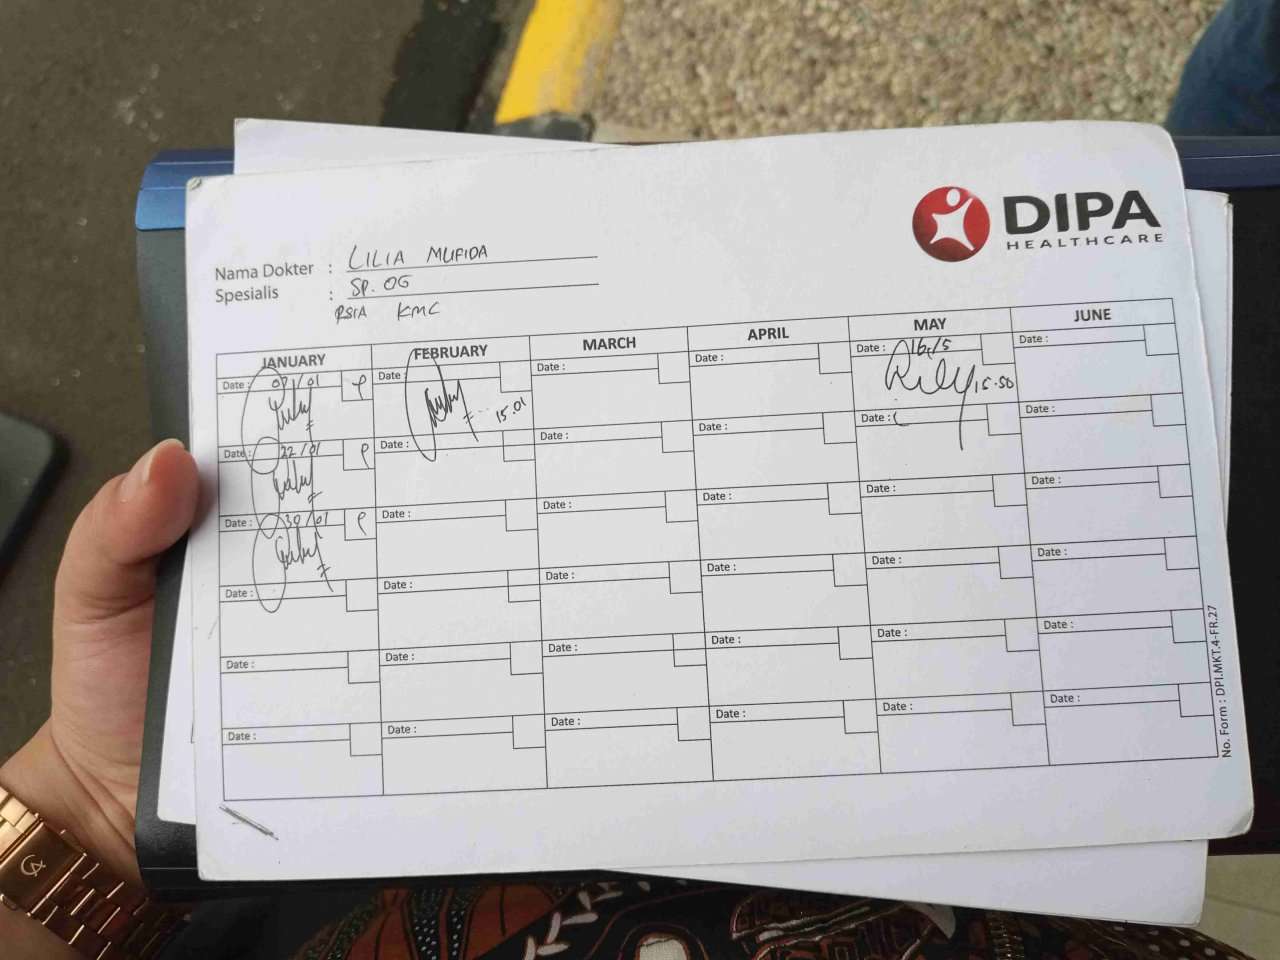 DIPA
HEALTHCARE
Nama Dokter : LILIA MUFIDA
Spesialis : SP. OG
RSIA KMC
JANUARY FEBRUARY MARCH APRIL MAY JUNE
Date : 07/01 P Date : Date : Date : Date : 16/5 Date :
15.01 15.50
Date : 22/01 P Date : Date : Date : Date : Date :
Date : 30/01 P Date : Date : Date : Date : Date :
Date : Date : Date : Date : Date : Date :
Date : Date : Date : Date : Date : Date :
Date : Date : Date : Date : Date : Date :
No. Form : DPI.MKT.4-FR.27